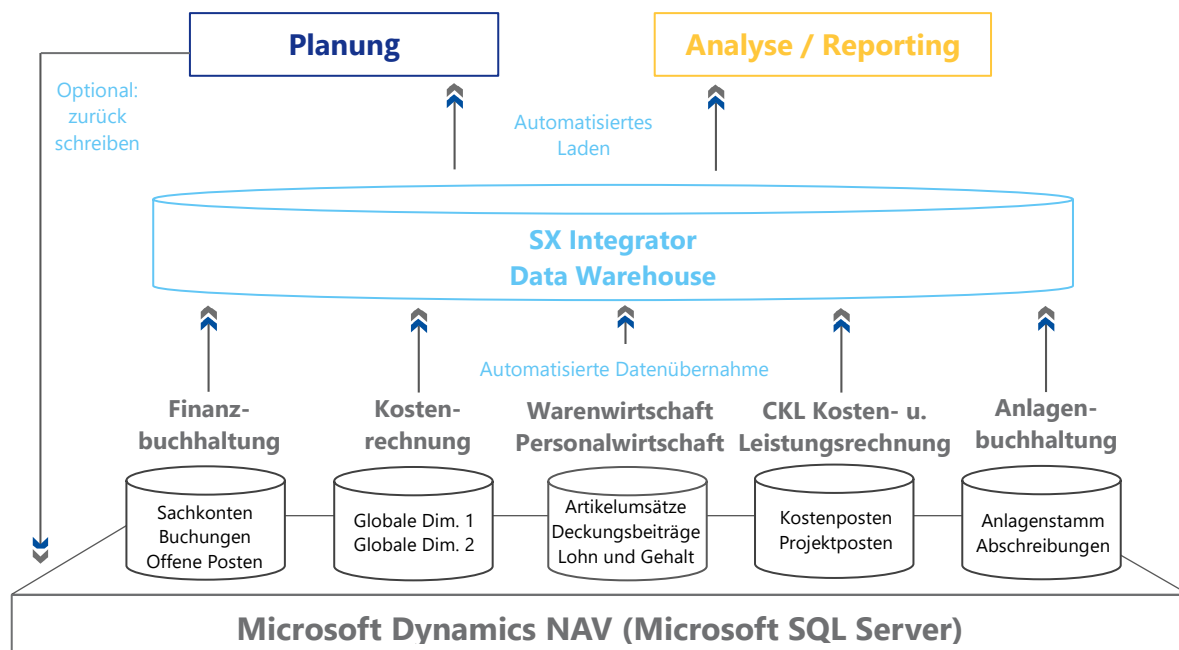 Planung
Analyse / Reporting
Optional:
zurück
schreiben
Automatisiertes
Laden
SX Integrator
Data Warehouse
Automatisierte Datenübernahme
Finanz-
buchhaltung
Kosten-
rechnung
Warenwirtschaft
Personalwirtschaft
CKL Kosten- u.
Leistungsrechnung
Anlagen-
buchhaltung
Sachkonten
Buchungen
Offene Posten
Globale Dim. 1
Globale Dim. 2
Artikelumsätze
Deckungsbeiträge
Lohn und Gehalt
Kostenposten
Projektposten
Anlagenstamm
Abschreibungen
Microsoft Dynamics NAV (Microsoft SQL Server)